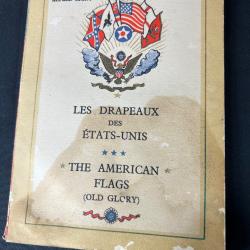 LES DRAPEAUX
DES
ÉTATS-UNIS
THE AMERICAN
FLAGS
(OLD GLORY)